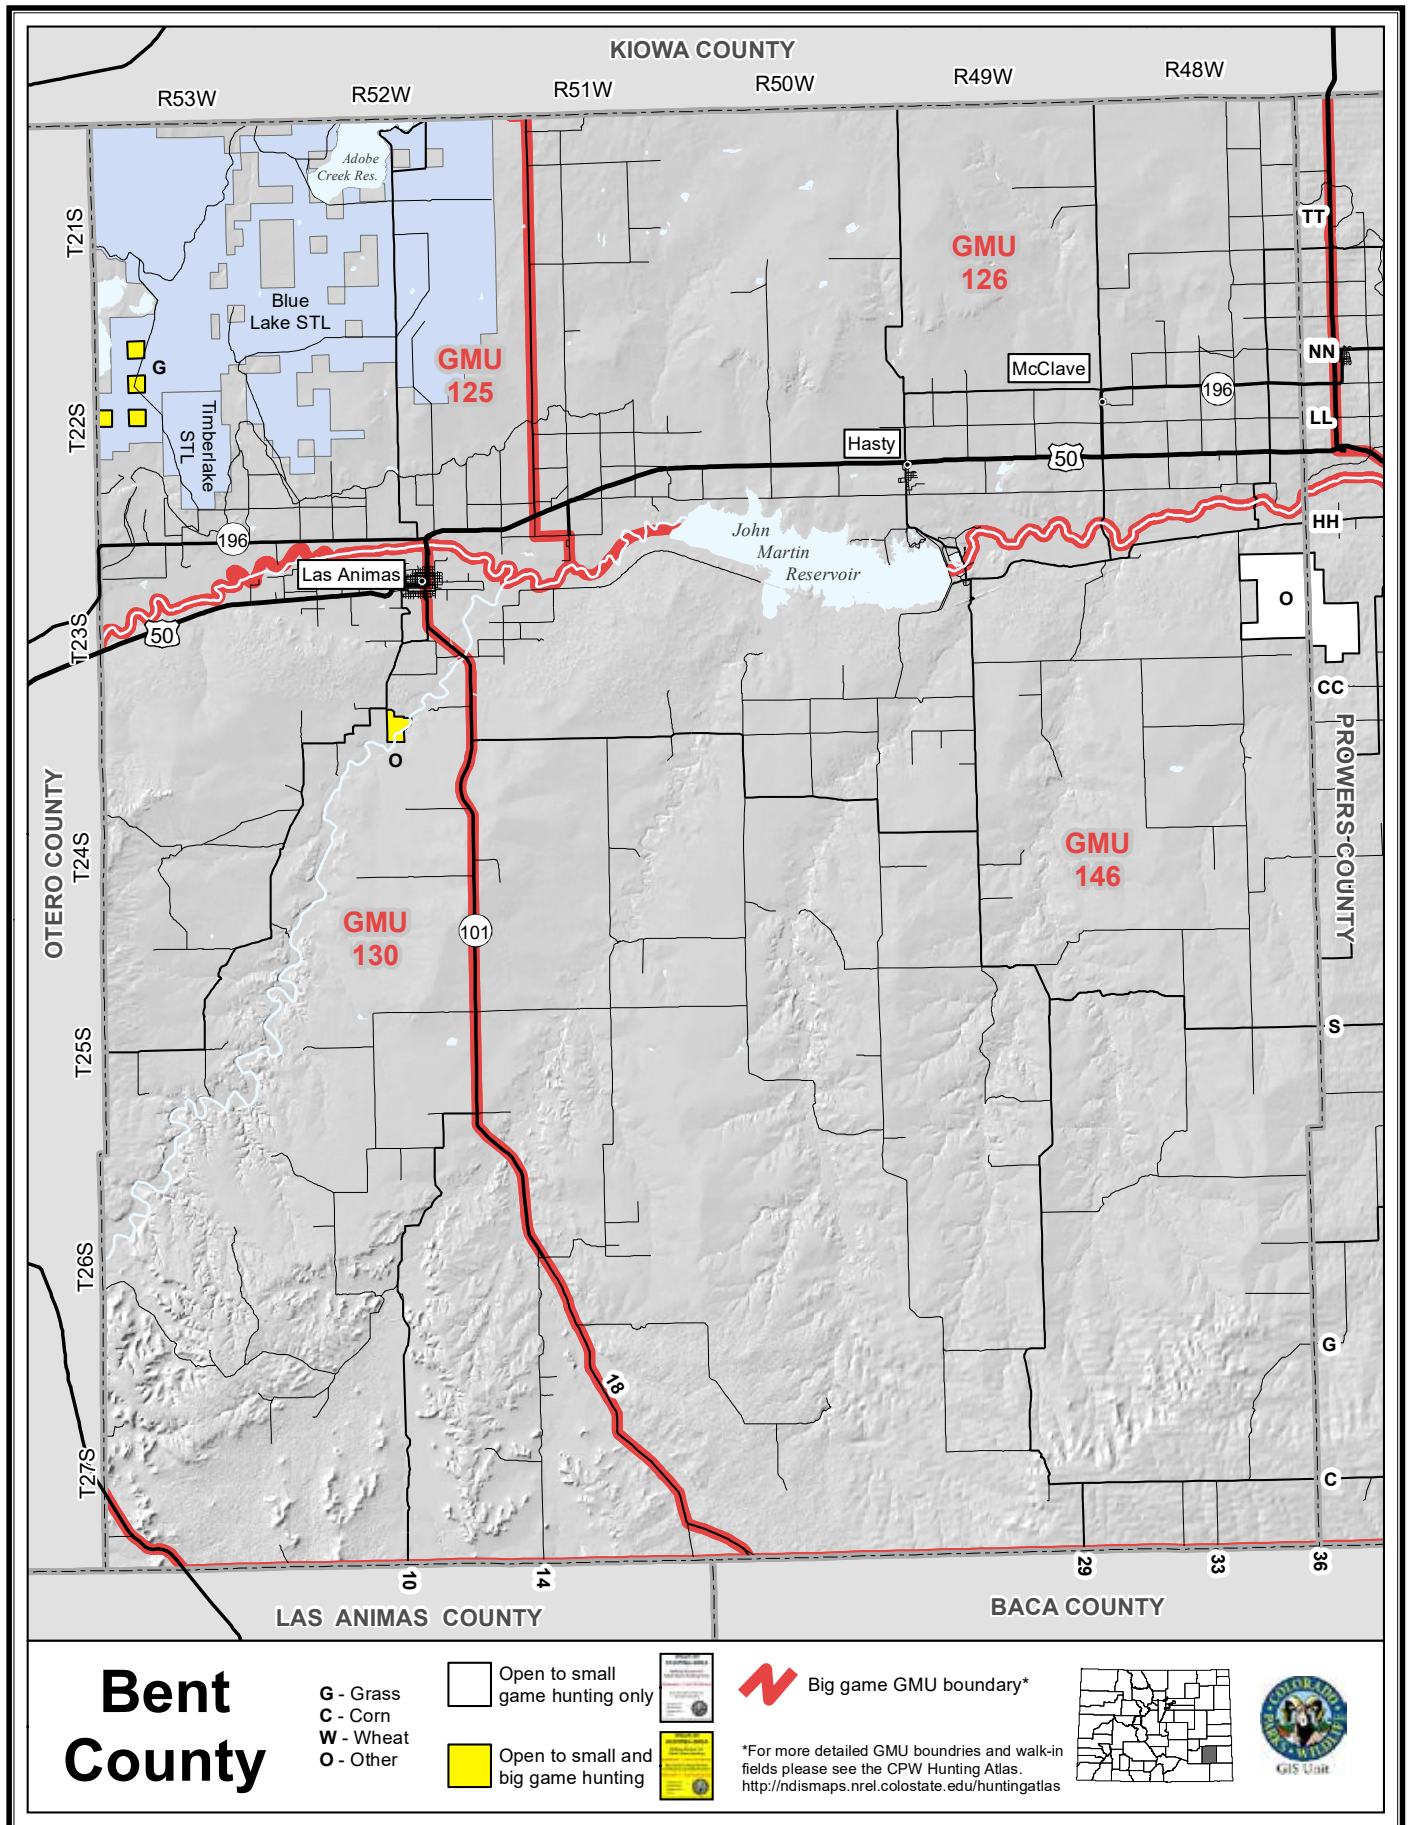 KIOWA COUNTY
R53W
R52W
R51W
R50W
R49W
R48W
T21S
T22S
T23S
T24S
T25S
T26S
T27S
OTERO COUNTY
PROWERS COUNTY
Adobe
Creek Res.
Blue
Lake STL
Timberlake
STL
G
GMU
125
GMU
126
TT
NN
McClave
196
LL
Hasty
50
HH
196
John
Martin
Reservoir
Las Animas
50
O
CC
O
GMU
146
GMU
130
101
S
G
18
C
10
14
29
33
36
LAS ANIMAS COUNTY
BACA COUNTY
Bent
County
G - Grass
C - Corn
W - Wheat
O - Other
Open to small
game hunting only
Open to small and
big game hunting
Big game GMU boundary*
*For more detailed GMU boundries and walk-in
fields please see the CPW Hunting Atlas.
http://ndismaps.nrel.colostate.edu/huntingatlas
COLORADO
PARKS • WILDLIFE
GIS Unit